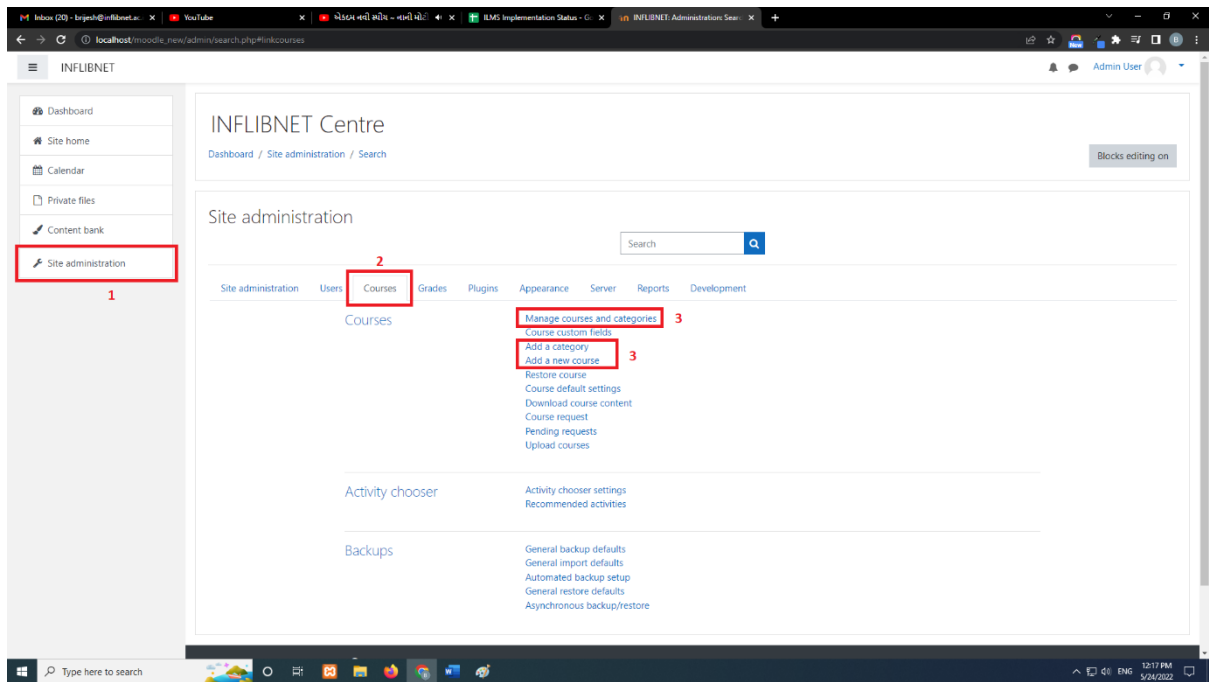 Inbox (20) - brijesh@inflibnet.ac.
YouTube
એકદમ નવી સ્પીચ – નાની મોટી
ILMS Implementation Status - G
INFLIBNET: Administration: Sear
localhost/moodle_new/admin/search.php#linkcourses
New
B
INFLIBNET
Admin User
Dashboard
Site home
Calendar
Private files
Content bank
Site administration
1
INFLIBNET Centre
Dashboard / Site administration / Search
Blocks editing on
Site administration
Search
2
Site administration Users Courses Grades Plugins Appearance Server Reports Development
Courses
Manage courses and categories 3
Course custom fields
Add a category
Add a new course 3
Restore course
Course default settings
Download course content
Course request
Pending requests
Upload courses
Activity chooser
Activity chooser settings
Recommended activities
Backups
General backup defaults
General import defaults
Automated backup setup
General restore defaults
Asynchronous backup/restore
Type here to search
ENG
12:17 PM
5/24/2022